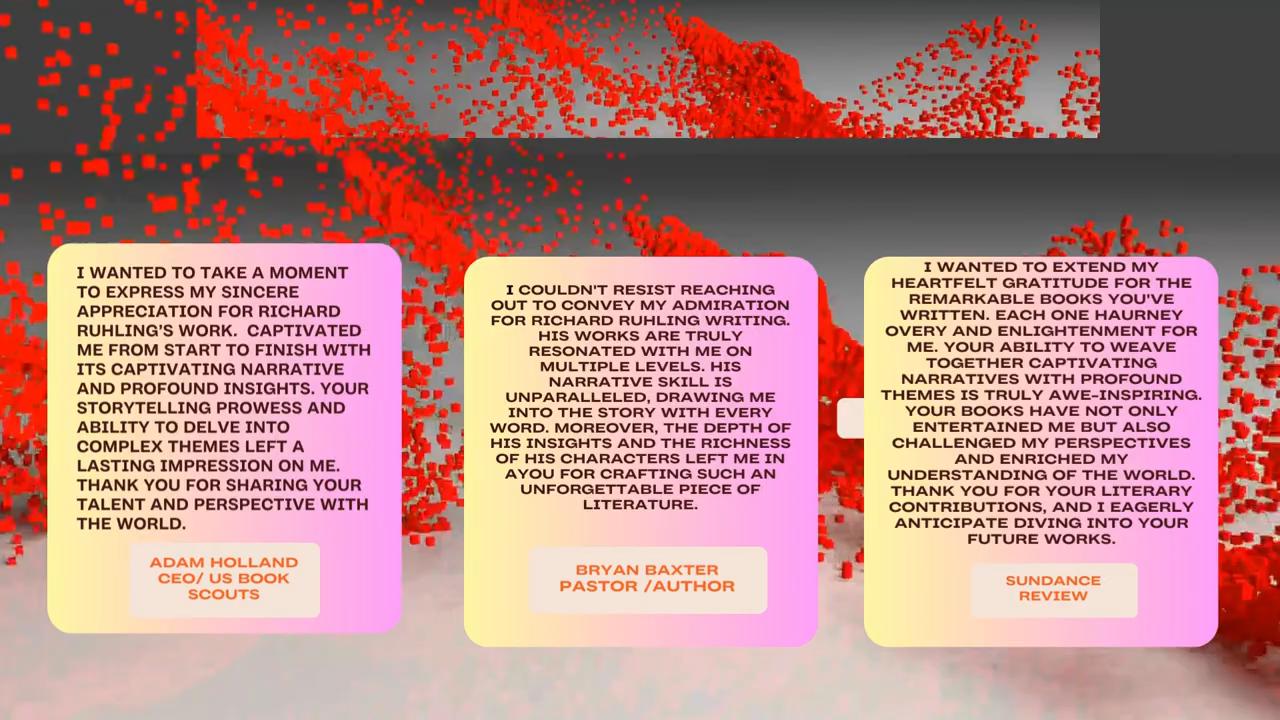 I WANTED TO TAKE A MOMENT
TO EXPRESS MY SINCERE
APPRECIATION FOR RICHARD
RUHLING'S WORK. CAPTIVATED
ME FROM START TO FINISH WITH
ITS CAPTIVATING NARRATIVE
AND PROFOUND INSIGHTS. YOUR
STORYTELLING PROWESS AND
ABILITY TO DELVE INTO
COMPLEX THEMES LEFT A
LASTING IMPRESSION ON ME.
THANK YOU FOR SHARING YOUR
TALENT AND PERSPECTIVE WITH
THE WORLD.
ADAM HOLLAND
CEO/ US BOOK
SCOUTS
I COULDN'T RESIST REACHING
OUT TO CONVEY MY ADMIRATION
FOR RICHARD RUHLING WRITING.
HIS WORKS ARE TRULY
RESONATED WITH ME ON
MULTIPLE LEVELS. HIS
NARRATIVE SKILL IS
UNPARALLELED, DRAWING ME
INTO THE STORY WITH EVERY
WORD. MOREOVER, THE DEPTH OF
HIS INSIGHTS AND THE RICHNESS
OF HIS CHARACTERS LEFT ME IN
AYOU FOR CRAFTING SUCH AN
UNFORGETTABLE PIECE OF
LITERATURE.
BRYAN BAXTER
PASTOR /AUTHOR
I WANTED TO EXTEND MY
HEARTFELT GRATITUDE FOR THE
REMARKABLE BOOKS YOU'VE
WRITTEN. EACH ONE HAURNEY
OVERY AND ENLIGHTENMENT FOR
ME. YOUR ABILITY TO WEAVE
TOGETHER CAPTIVATING
NARRATIVES WITH PROFOUND
THEMES IS TRULY AWE-INSPIRING.
YOUR BOOKS HAVE NOT ONLY
ENTERTAINED ME BUT ALSO
CHALLENGED MY PERSPECTIVES
AND ENRICHED MY
UNDERSTANDING OF THE WORLD.
THANK YOU FOR YOUR LITERARY
CONTRIBUTIONS, AND I EAGERLY
ANTICIPATE DIVING INTO YOUR
FUTURE WORKS.
SUNDANCE
REVIEW